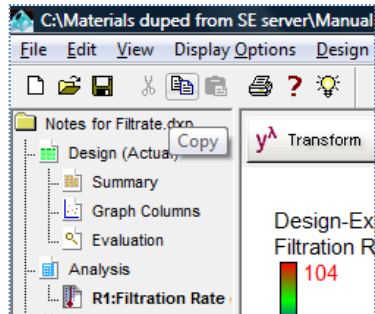 C:\Materials duped from SE server\Manual
File Edit View Display Options Design
Notes for Filtrate.dxp
Copy
Design (Actual)
Summary
Graph Columns
Evaluation
Analysis
R1:Filtration Rate
yλ Transform
Design-Ex
Filtration R
104